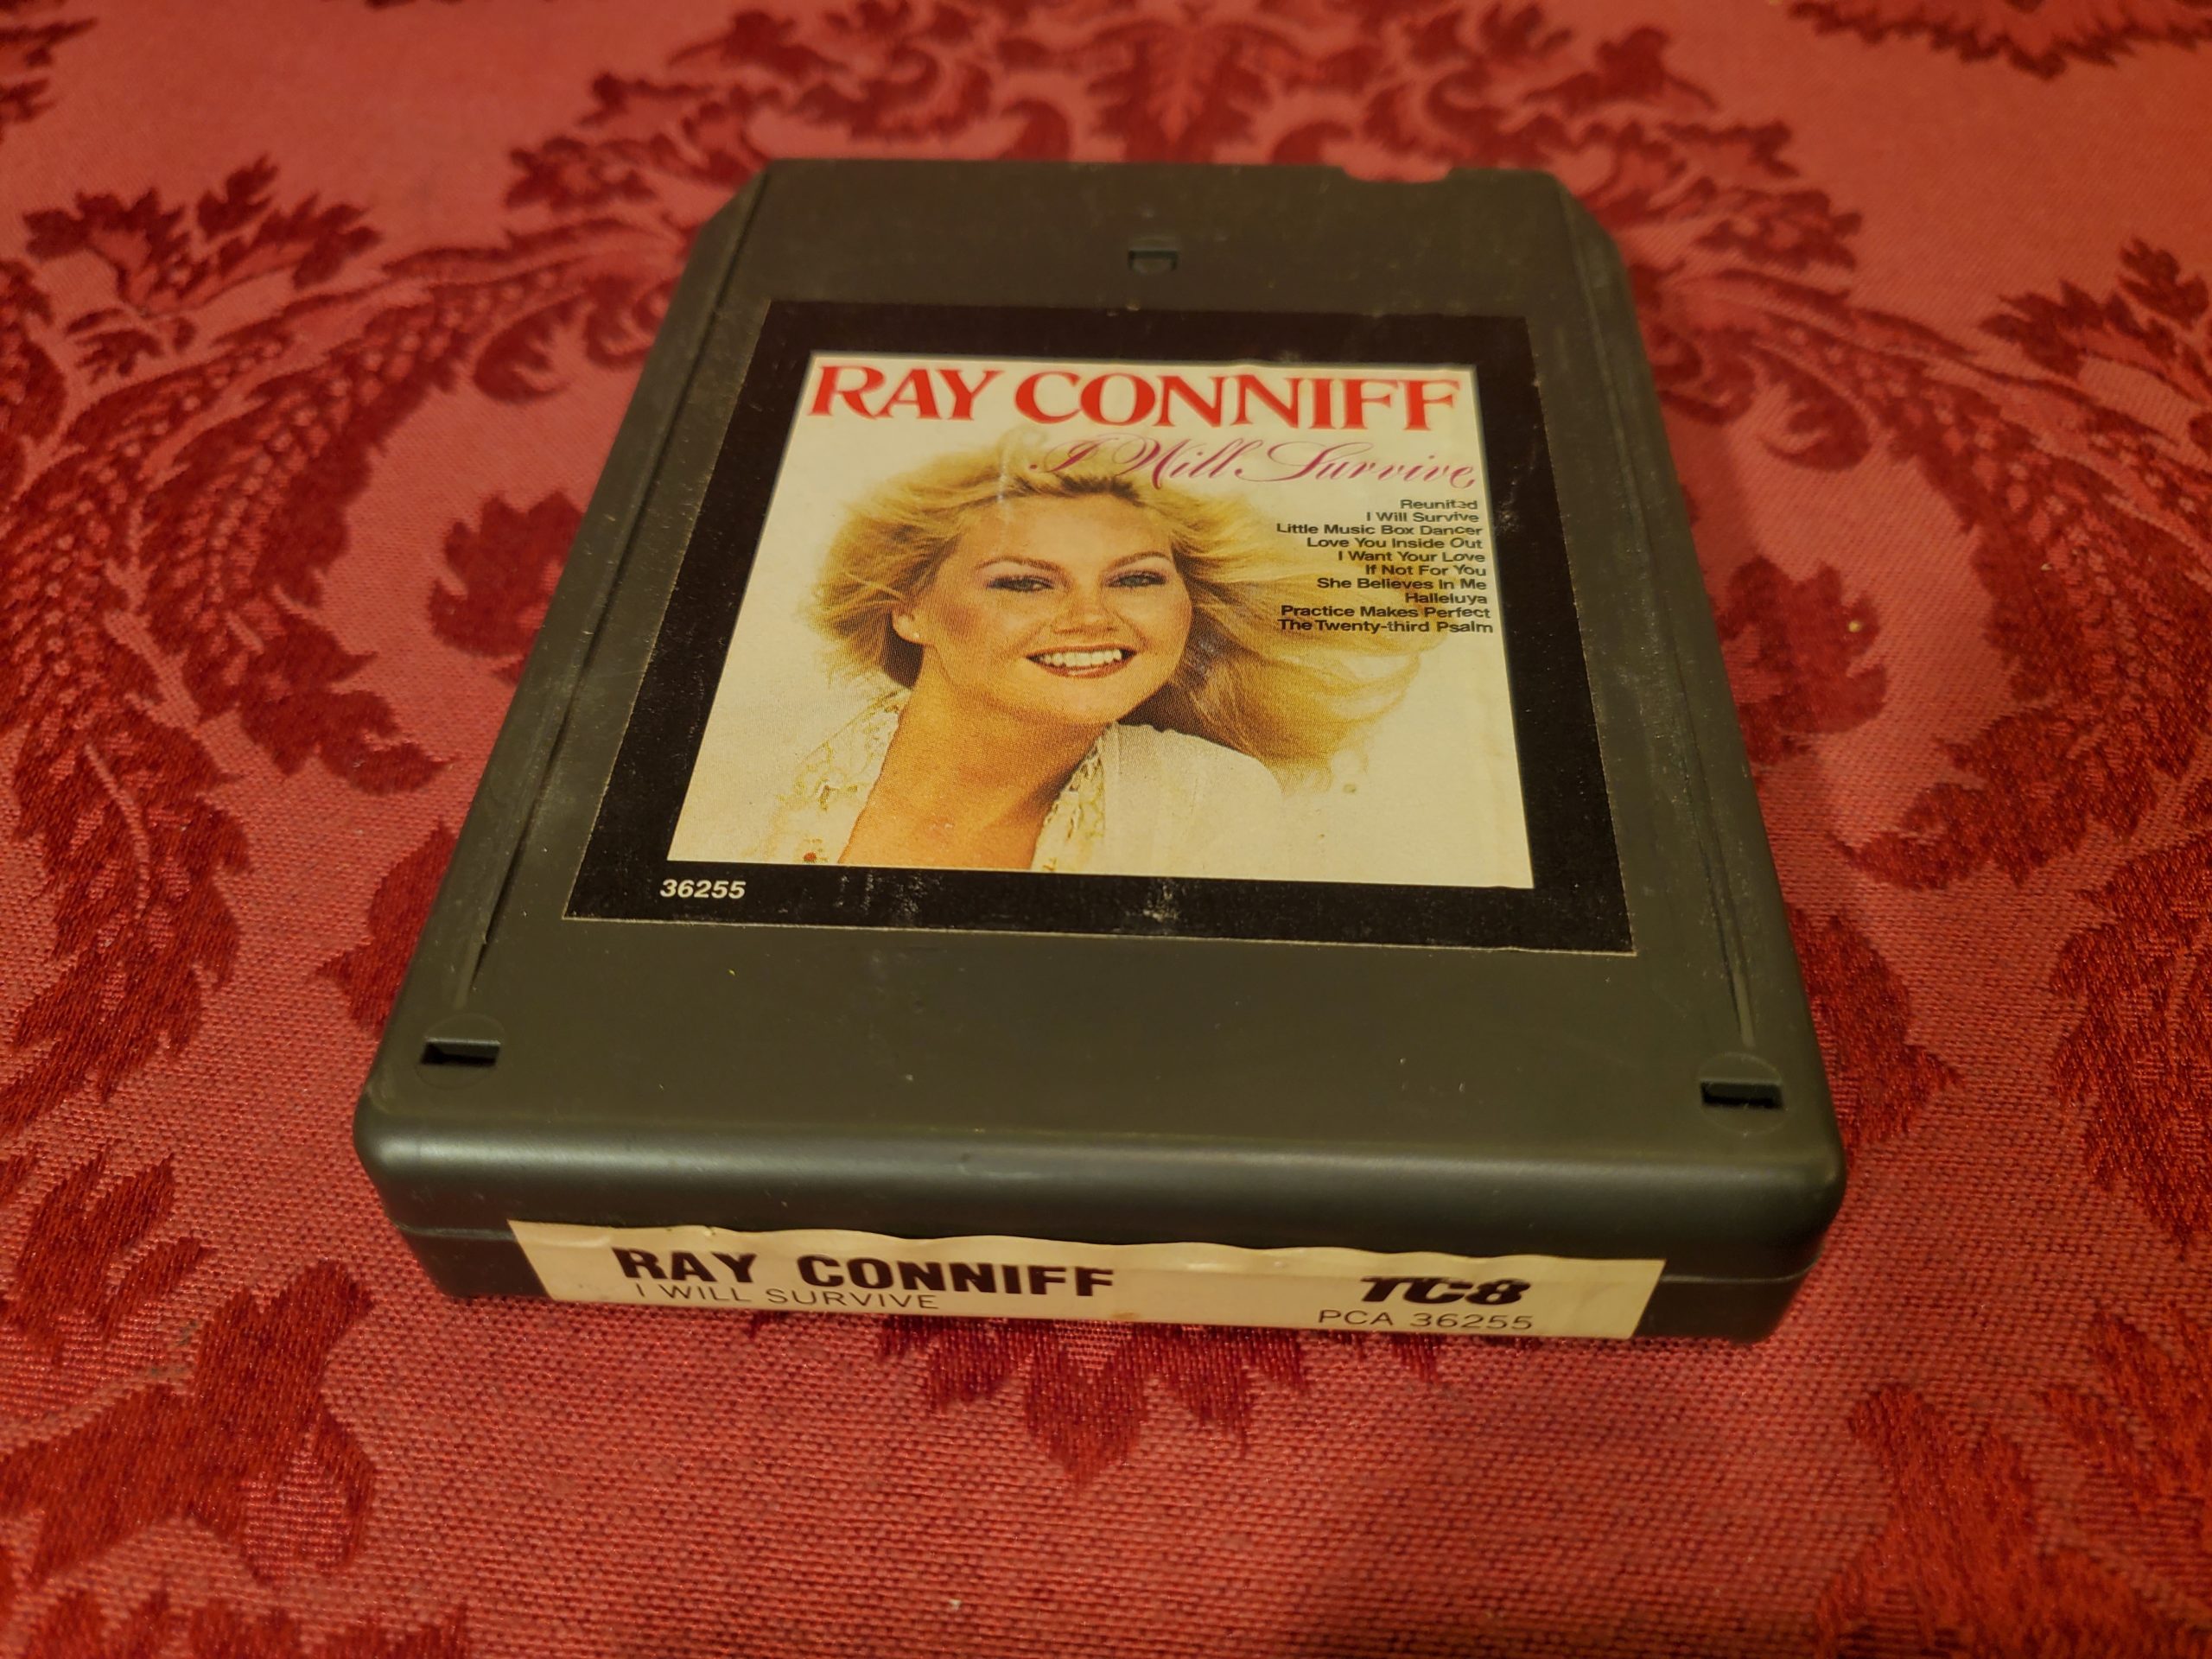 RAY CONNIFF
I Will Survive
Reunited
I Will Survive
Little Music Box Dancer
Love You Inside Out
I Want Your Love
If Not For You
She Believes In Me
Halleluya
Practice Makes Perfect
The Twenty-third Psalm
36255
RAY CONNIFF TC8
I WILL SURVIVE PCA 36255